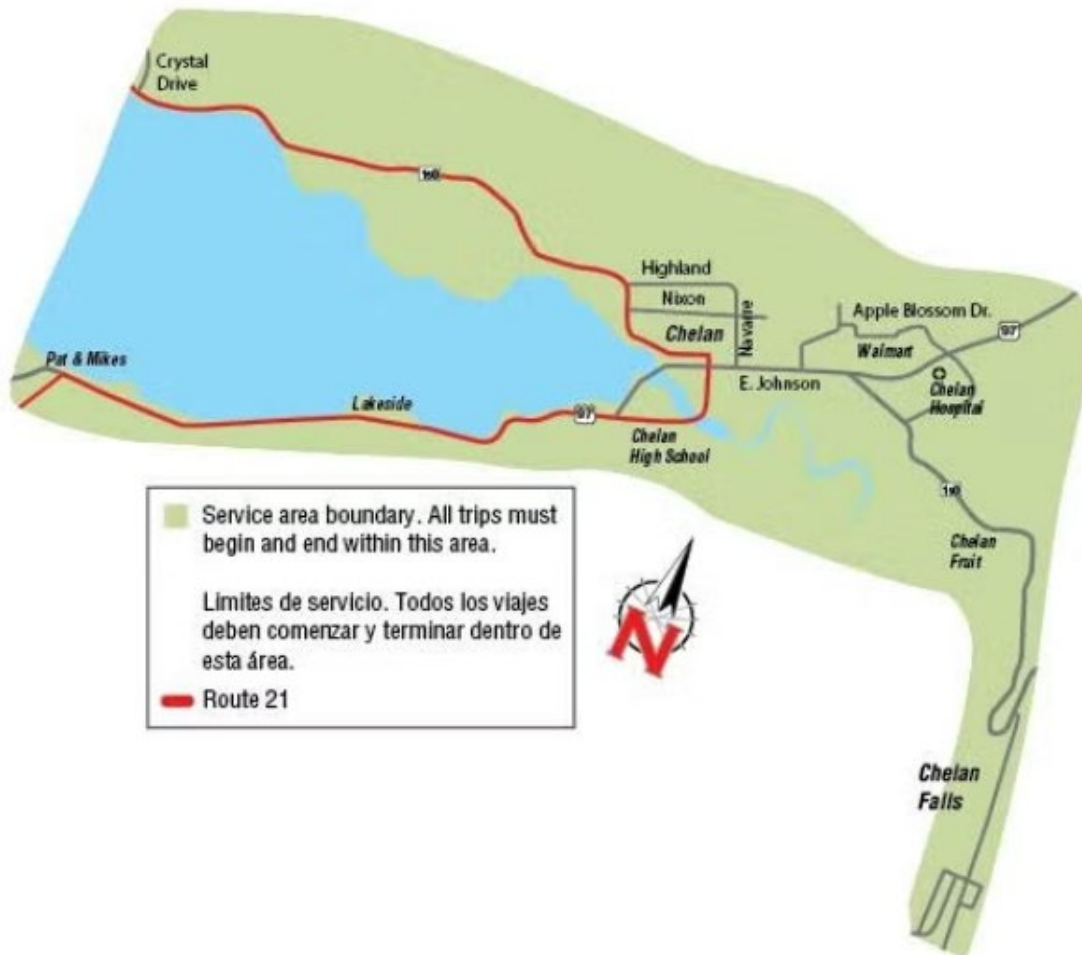 Crystal
Drive
150
Highland
Nixon
Navarre
Chelan
Apple Blossom Dr.
97
Walmart
Pat & Mikes
E. Johnson
Chelan
Hospital
Lakeside
97
Chelan
High School
150
Chelan
Fruit
Service area boundary. All trips must
begin and end within this area.
Limites de servicio. Todos los viajes
deben comenzar y terminar dentro de
esta área.
Route 21
N
Chelan
Falls